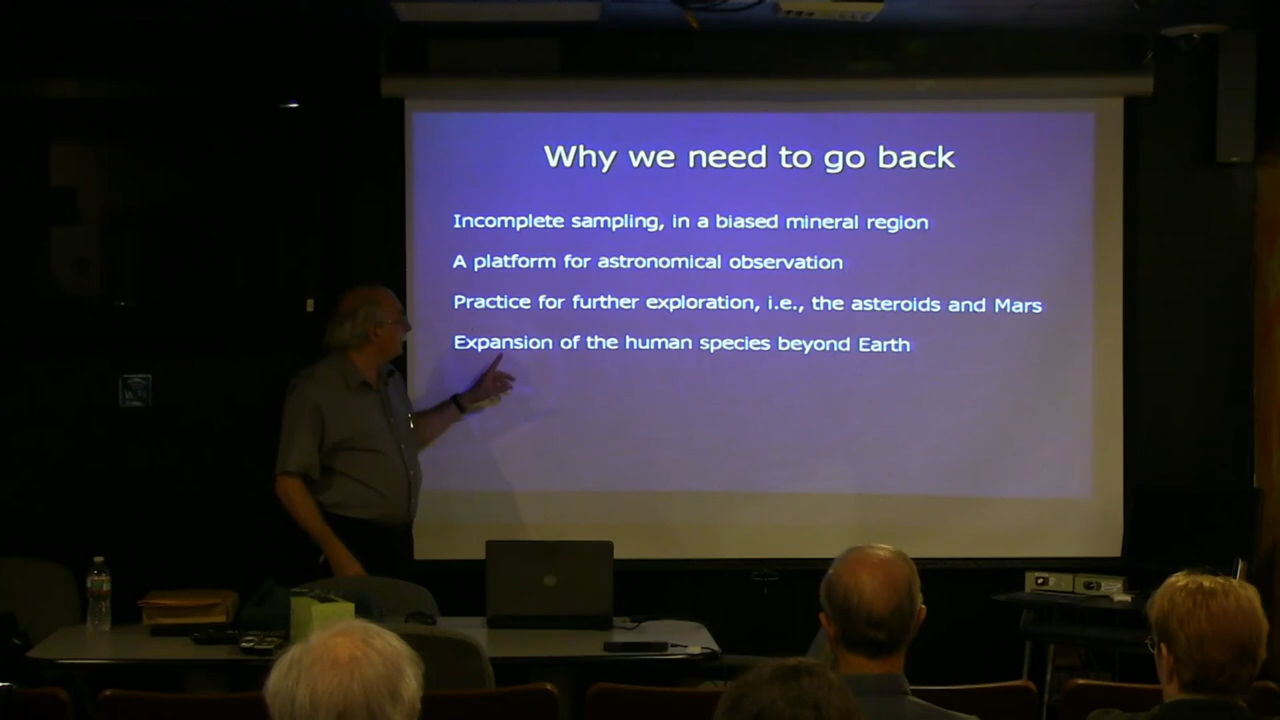 Why we need to go back
Incomplete sampling, in a biased mineral region
A platform for astronomical observation
Practice for further exploration, i.e., the asteroids and Mars
Expansion of the human species beyond Earth